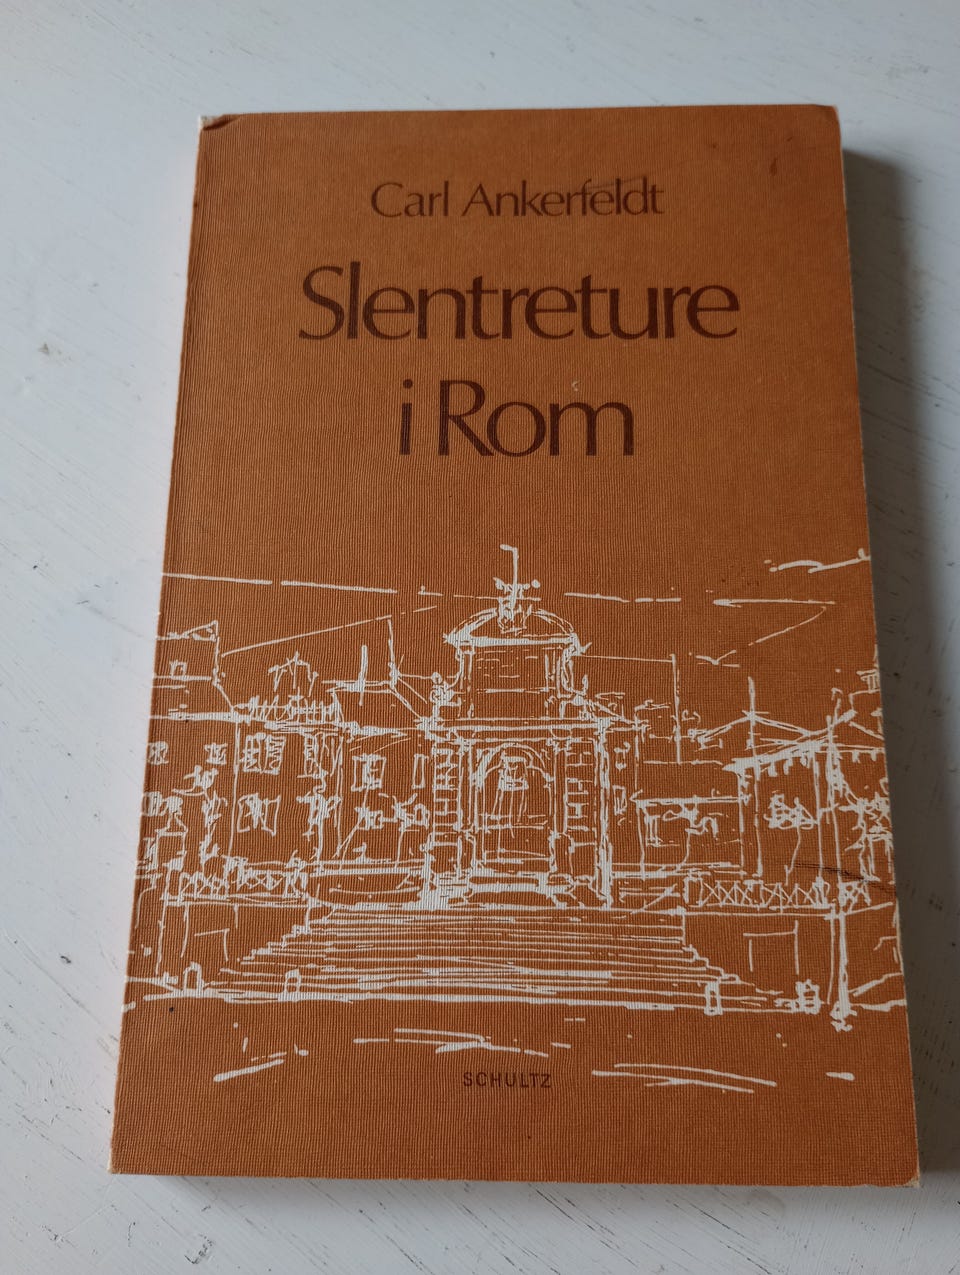 Carl Ankerfeldt
Slentreture
i Rom
SCHULTZ